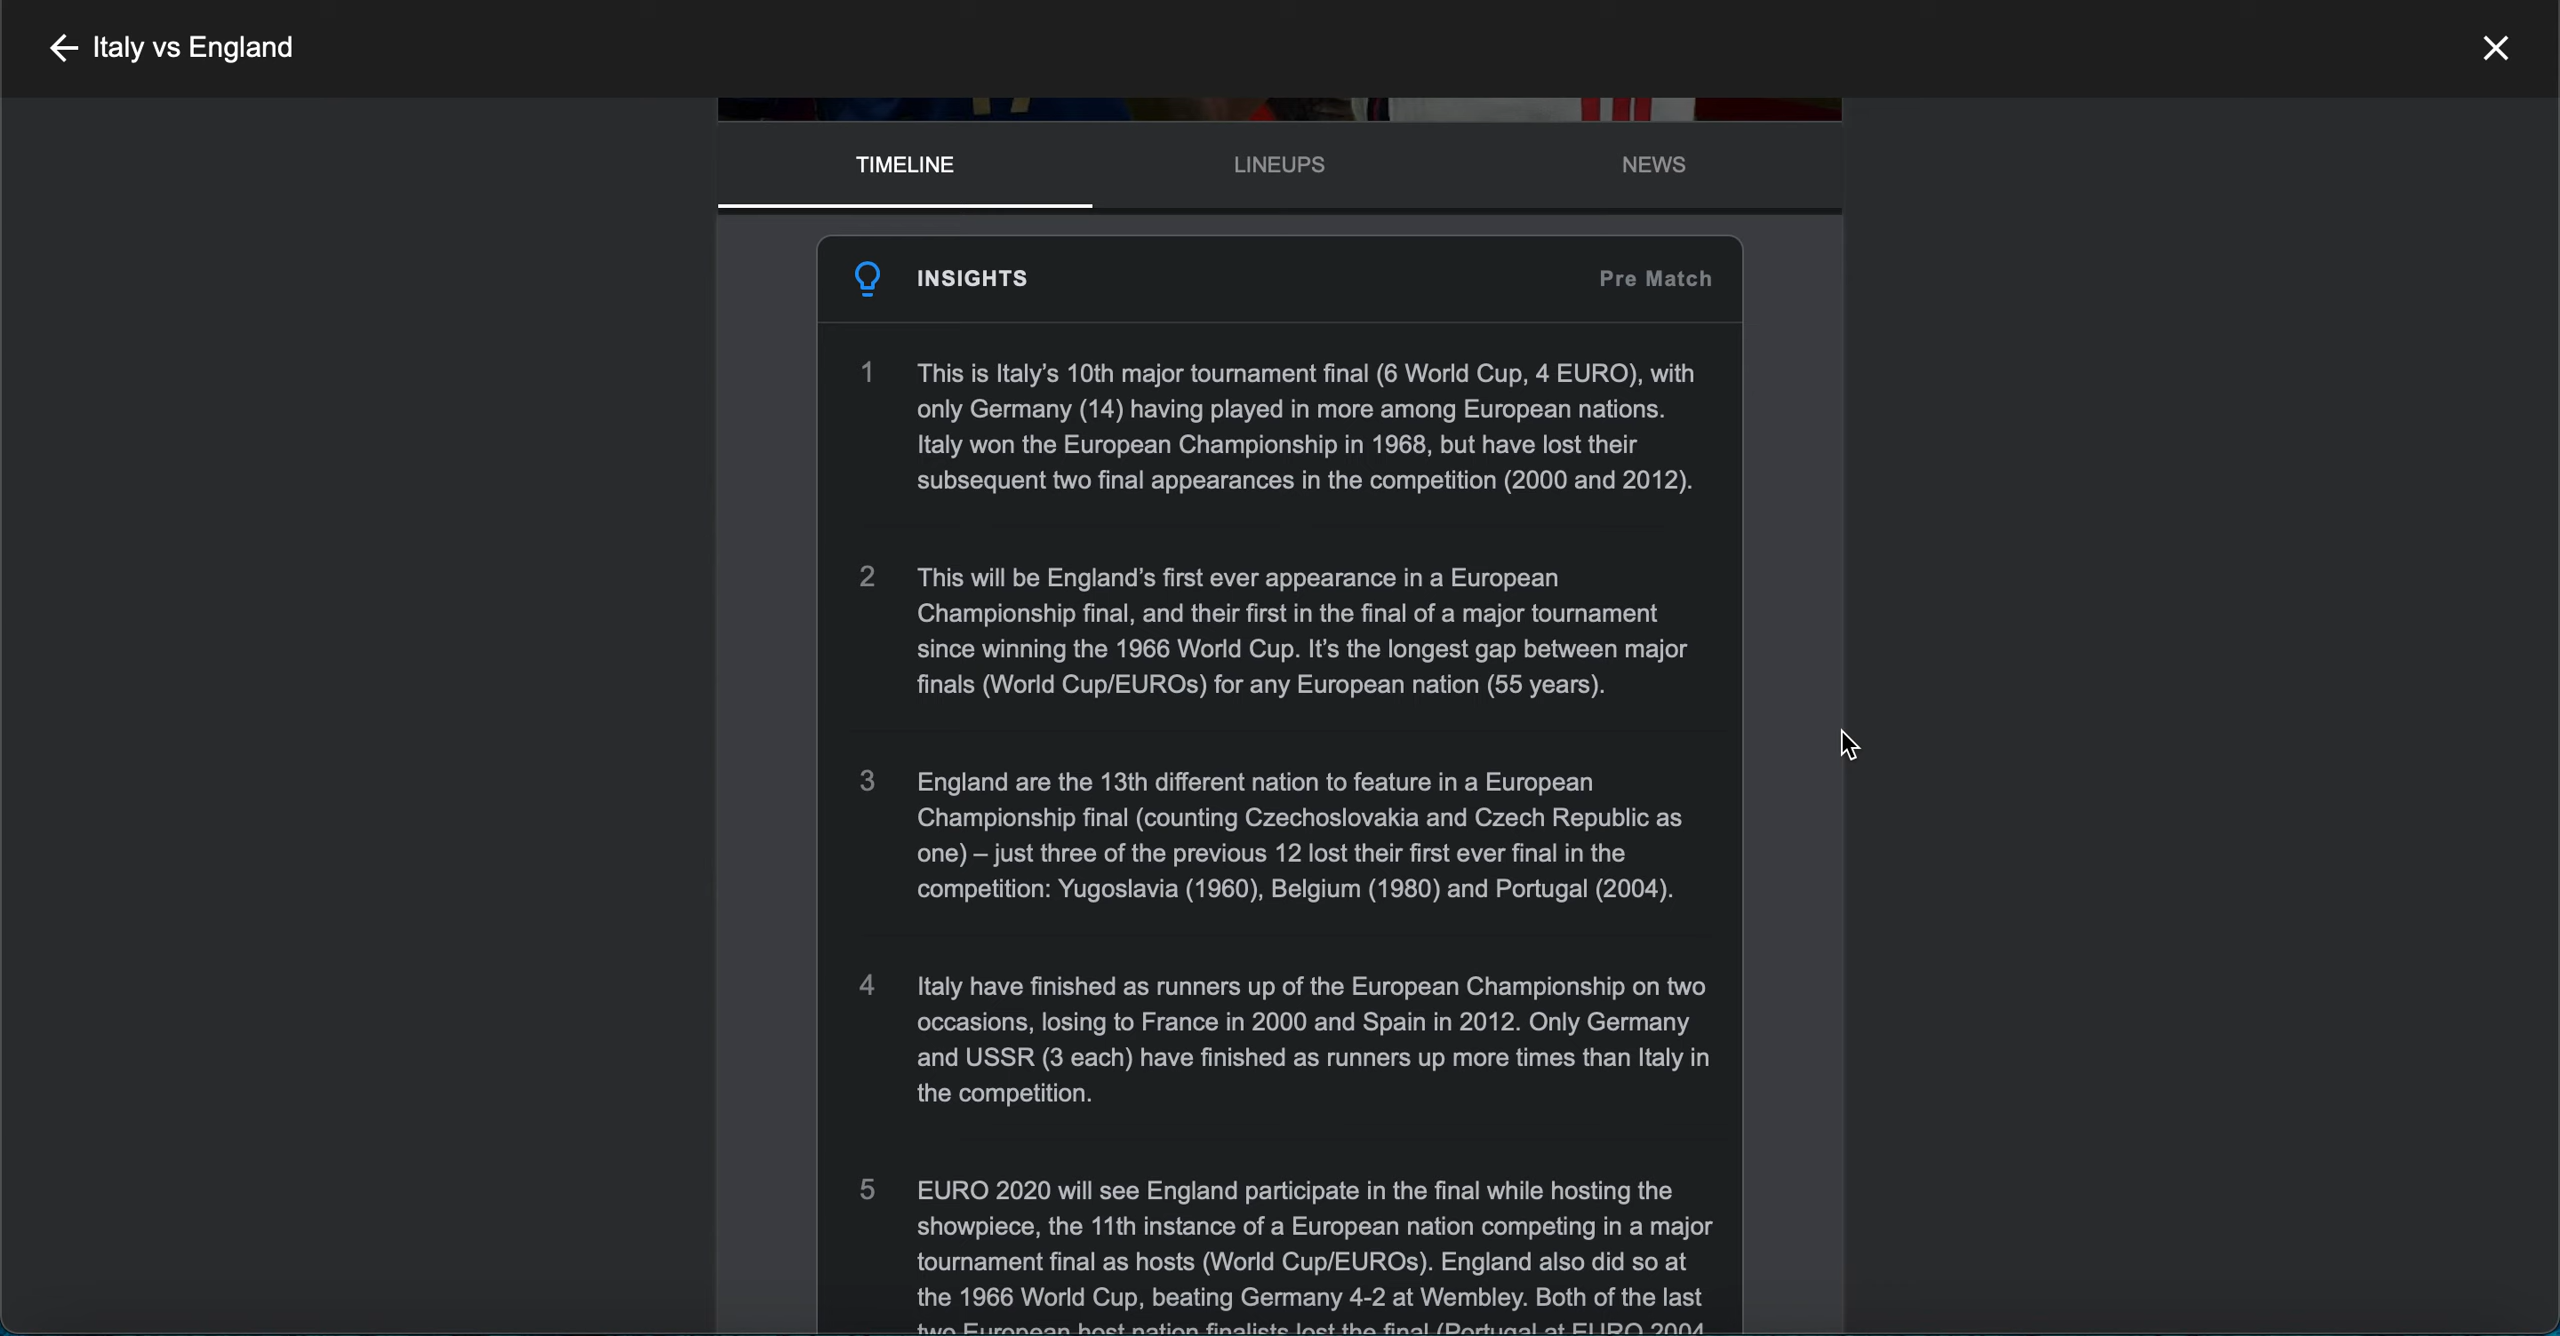 Italy vs England
TIMELINE
LINEUPS
NEWS
INSIGHTS
Pre Match
1
This is Italy’s 10th major tournament final (6 World Cup, 4 EURO), with
only Germany (14) having played in more among European nations.
Italy won the European Championship in 1968, but have lost their
subsequent two final appearances in the competition (2000 and 2012).
2
This will be England’s first ever appearance in a European
Championship final, and their first in the final of a major tournament
since winning the 1966 World Cup. It’s the longest gap between major
finals (World Cup/EUROs) for any European nation (55 years).
3
England are the 13th different nation to feature in a European
Championship final (counting Czechoslovakia and Czech Republic as
one) – just three of the previous 12 lost their first ever final in the
competition: Yugoslavia (1960), Belgium (1980) and Portugal (2004).
4
Italy have finished as runners up of the European Championship on two
occasions, losing to France in 2000 and Spain in 2012. Only Germany
and USSR (3 each) have finished as runners up more times than Italy in
the competition.
5
EURO 2020 will see England participate in the final while hosting the
showpiece, the 11th instance of a European nation competing in a major
tournament final as hosts (World Cup/EUROs). England also did so at
the 1966 World Cup, beating Germany 4-2 at Wembley. Both of the last
two European host nation finalists lost the final (Portugal at EURO 2004